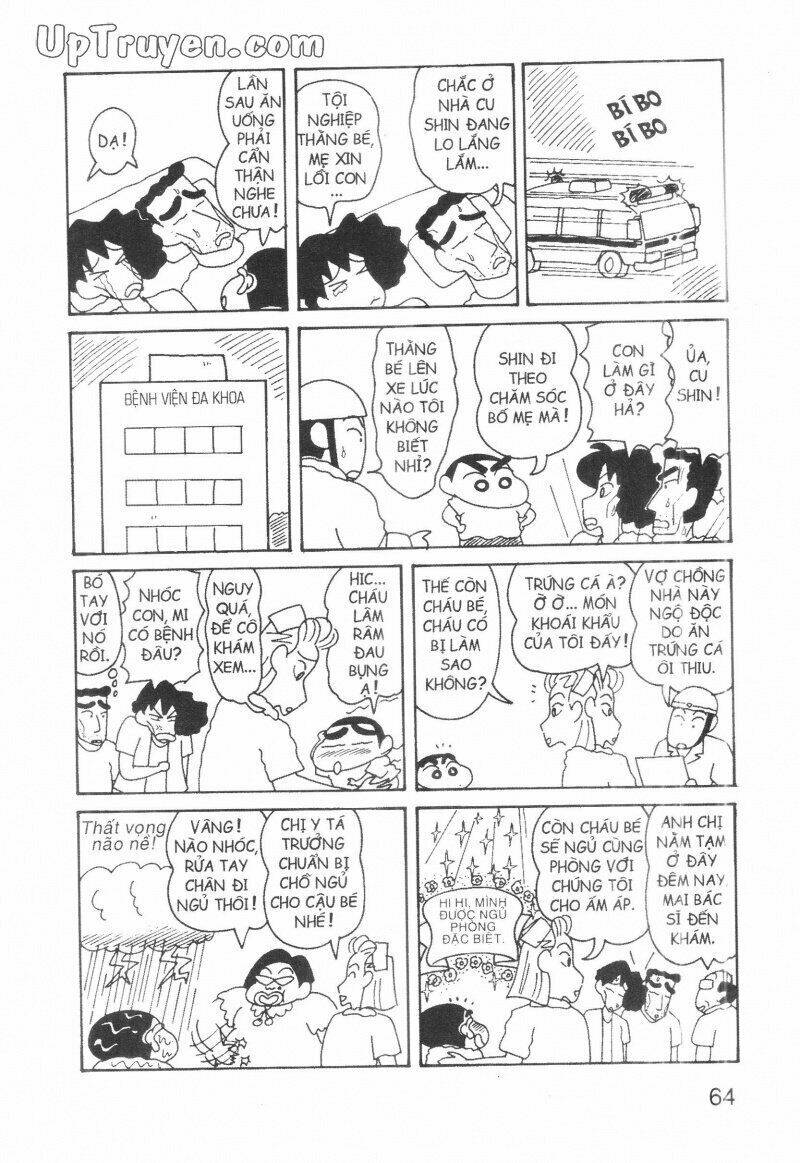 UpTruyen.com
BÍ BO
BÍ BO
CHẮC Ở
NHÀ CU
SHIN ĐANG
LO LẮNG
LẮM...
TỘI
NGHIỆP
THẰNG BÉ,
MẸ XIN
LỖI CON
...
LẦN
SAU ĂN
UỐNG
PHẢI
CẨN
THẬN
NGHE
CHƯA!
DẠ!
ỦA,
CU
SHIN!
CON
LÀM GÌ
Ở ĐÂY
HẢ?
SHIN ĐI
THEO
CHĂM SÓC
BỐ MẸ MÀ!
THẰNG
BÉ LÊN
XE LÚC
NÀO TÔI
KHÔNG
BIẾT
NHỈ?
BỆNH VIỆN ĐA KHOA
VỢ CHỒNG
NHÀ NÀY
NGỘ ĐỘC
DO ĂN
TRỨNG CÁ
ÔI THIU.
TRỨNG CÁ À?
Ờ Ờ... MÓN
KHOÁI KHẨU
CỦA TÔI ĐẤY!
THẾ CÒN
CHÁU BÉ,
CHÁU CÓ
BỊ LÀM
SAO
KHÔNG?
HIC...
CHÁU
LÂM
RÂM
ĐAU
BỤNG
Ạ!
NGUY
QUÁ,
ĐỂ CÔ
KHÁM
XEM...
NHÓC
CON, MI
CÓ BỆNH
ĐÂU?
BÓ
TAY
VỚI
NÓ
RỒI.
ANH CHỊ
NẰM TẠM
Ở ĐÂY
ĐÊM NAY,
MAI BÁC
SĨ ĐẾN
KHÁM.
CÒN CHÁU BÉ
SẼ NGỦ CÙNG
PHÒNG VỚI
CHÚNG TÔI
CHO ẤM ÁP.
HI HI, MÌNH
ĐƯỢC NGỦ
PHÒNG
ĐẶC BIỆT.
CHỊ Y TÁ
TRƯỞNG
CHUẨN BỊ
CHỖ NGỦ
CHO CẬU BÉ
NHÉ!
VÂNG!
NÀO NHÓC,
RỬA TAY
CHÂN ĐI
NGỦ THÔI!
Thất vọng
não nề!
64